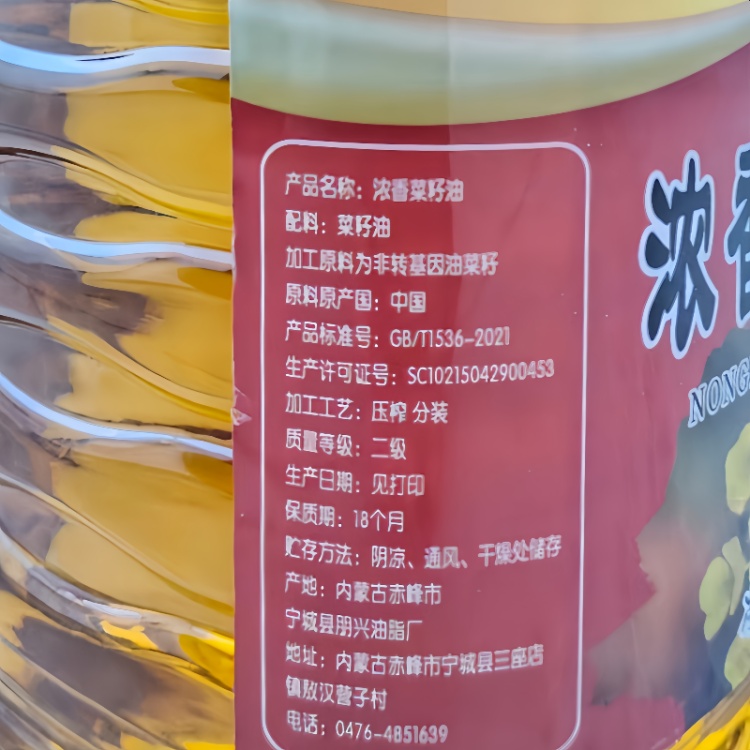 产品名称：浓香菜籽油
配料：菜籽油
加工原料为非转基因油菜籽
原料原产国：中国
产品标准号：GB/T1536-2021
生产许可证号：SC10215042900453
加工工艺：压榨 分装
质量等级：二级
生产日期：见打印
保质期：18个月
贮存方法：阴凉、通风、干燥处储存
产地：内蒙古赤峰市
宁城县朋兴油脂厂
地址：内蒙古赤峰市宁城县三座店
镇敖汉营子村
电话：0476-4851639
浓
NONG